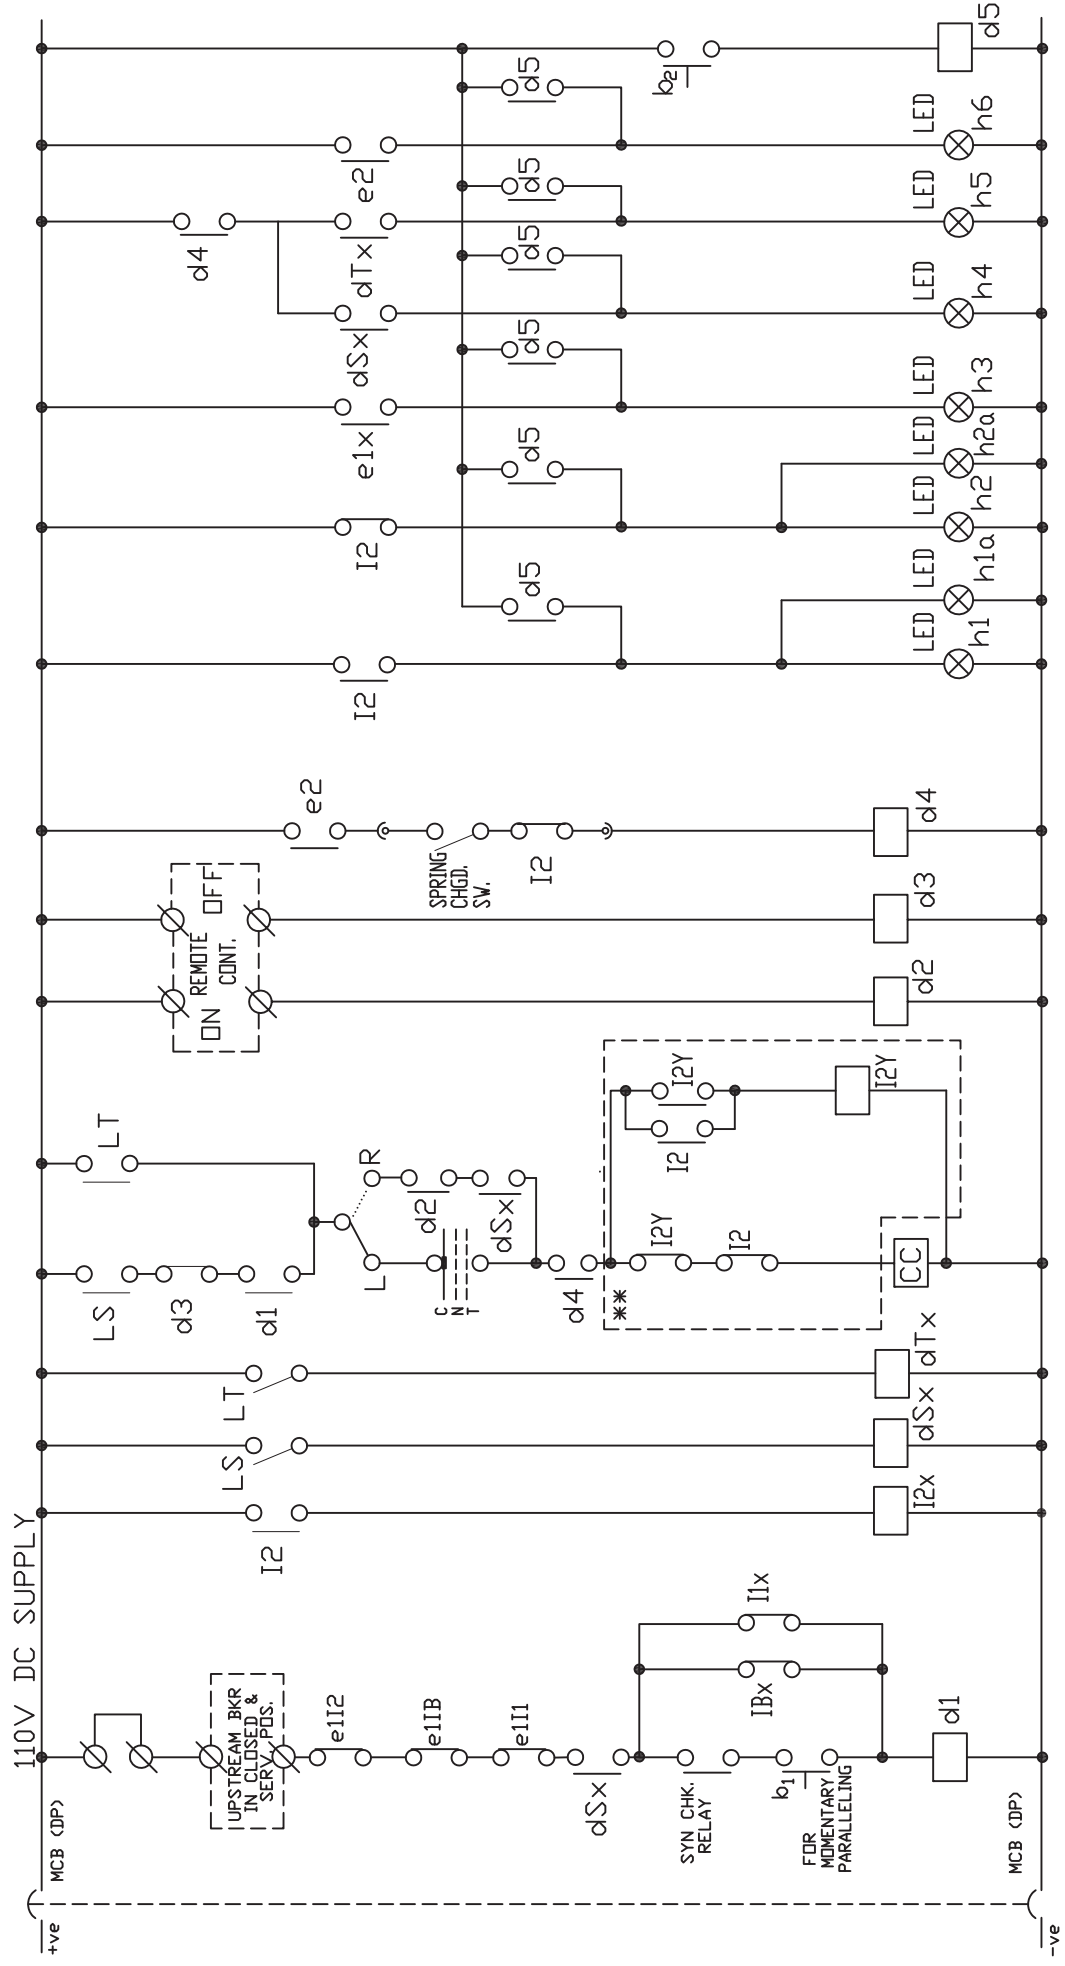 110V DC SUPPLY
+ve
MCB (DP)
UPSTREAM BKR
IN CLOSED &
SERV. POS.
e1I2
e1IB
e1I1
dSx
SYN CHK.
RELAY
b1
FOR
MOMENTARY
PARALLELING
IBx
I1x
d1
MCB (DP)
-ve
I2
I2x
LS
dSx
LT
dTx
LS
d3
d1
LT
L
R
C
N
T
d2
dSx
d4
**
I2Y
I2
I2
I2Y
I2Y
CC
ON
REMOTE
CONT.
OFF
d2
d3
e2
SPRING
CHGD.
SW.
I2
d4
I2
d5
LED
h1
LED
h1a
I2
d5
LED
h2
LED
h2a
e1x
d5
LED
h3
dSx
d5
LED
h4
d4
dTx
d5
LED
h5
e2
d5
LED
h6
b2
d5